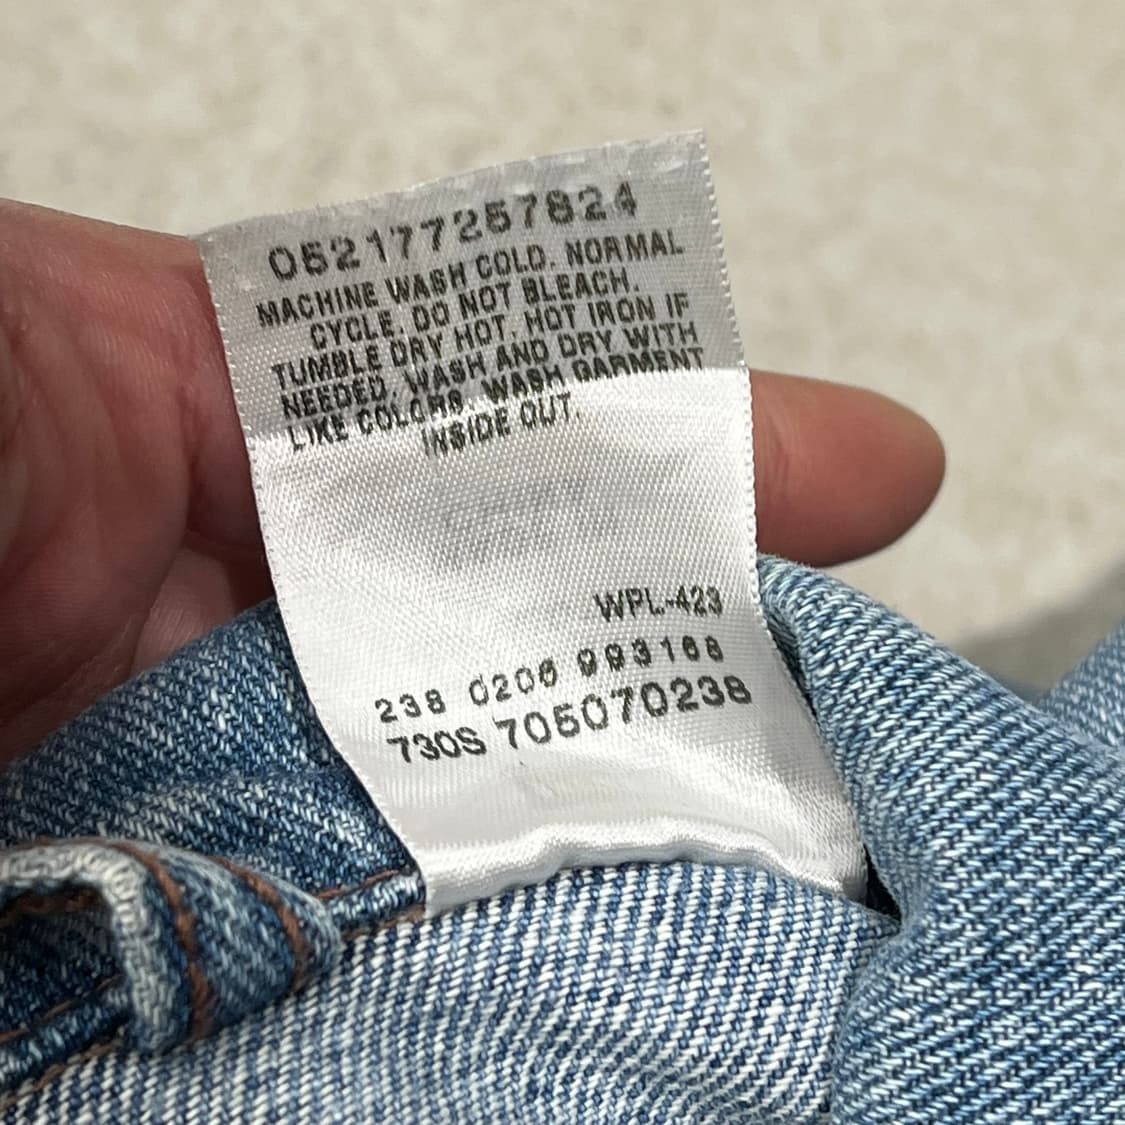 052177257824
MACHINE WASH COLD. NORMAL
CYCLE. DO NOT BLEACH.
TUMBLE DRY HOT. HOT IRON IF
NEEDED. WASH AND DRY WITH
LIKE COLORS. WASH GARMENT
INSIDE OUT.
WPL-423
238 0206 993168
730S 705070238